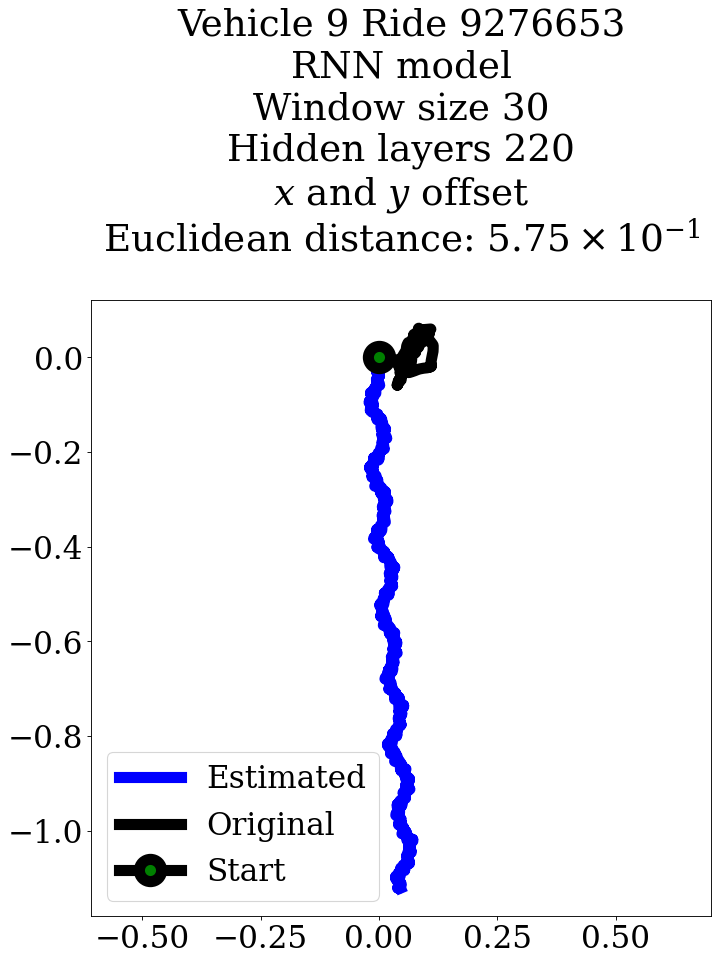 Vehicle 9 Ride 9276653
RNN model
Window size 30
Hidden layers 220
x and y offset
Euclidean distance: 5.75 × 10⁻¹
0.0
−0.2
−0.4
−0.6
−0.8
−1.0
Estimated
Original
Start
−0.50 −0.25 0.00 0.25 0.50